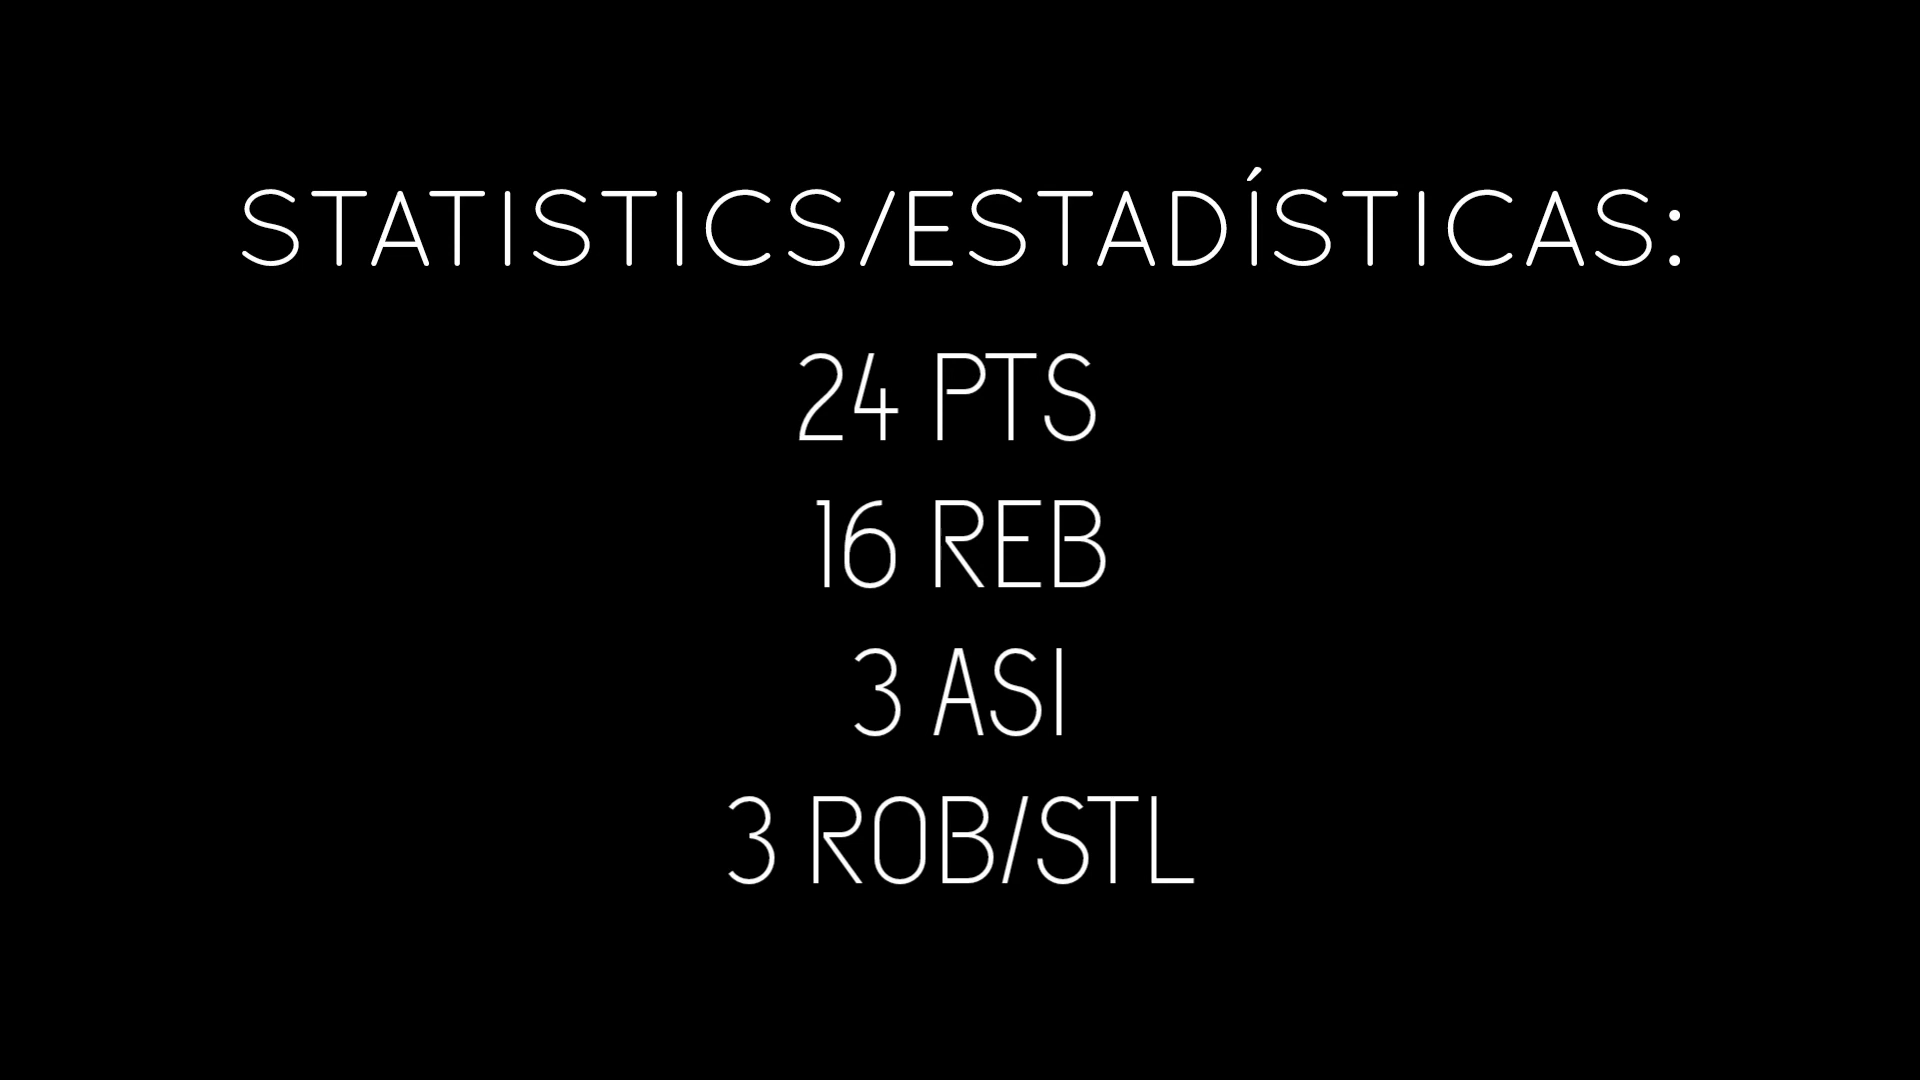 STATISTICS/ESTADÍSTICAS:
24 PTS
16 REB
3 ASI
3 ROB/STL